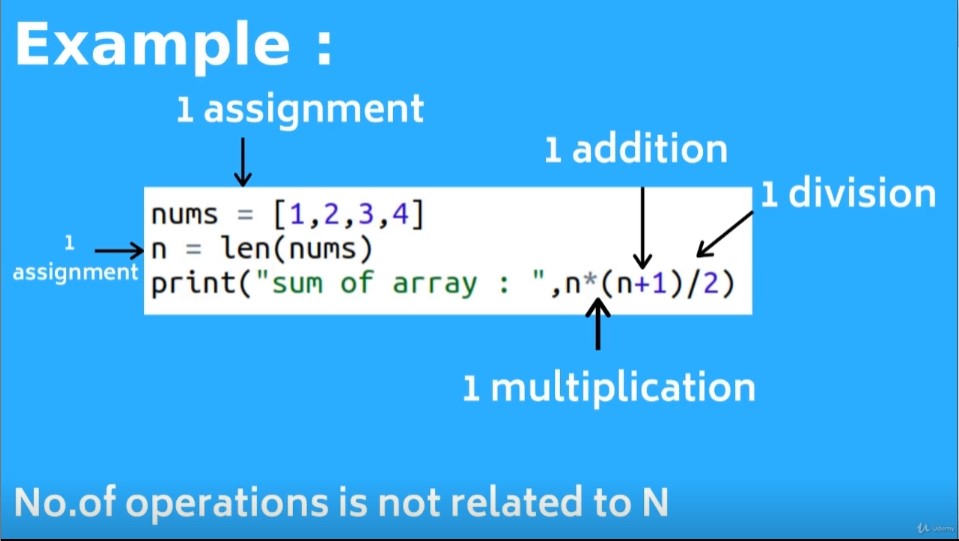 Example :
1 assignment
1 addition
1 division
nums = [1,2,3,4]
1
assignment
n = len(nums)
print("sum of array : ",n*(n+1)/2)
1 multiplication
No.of operations is not related to N
udemy